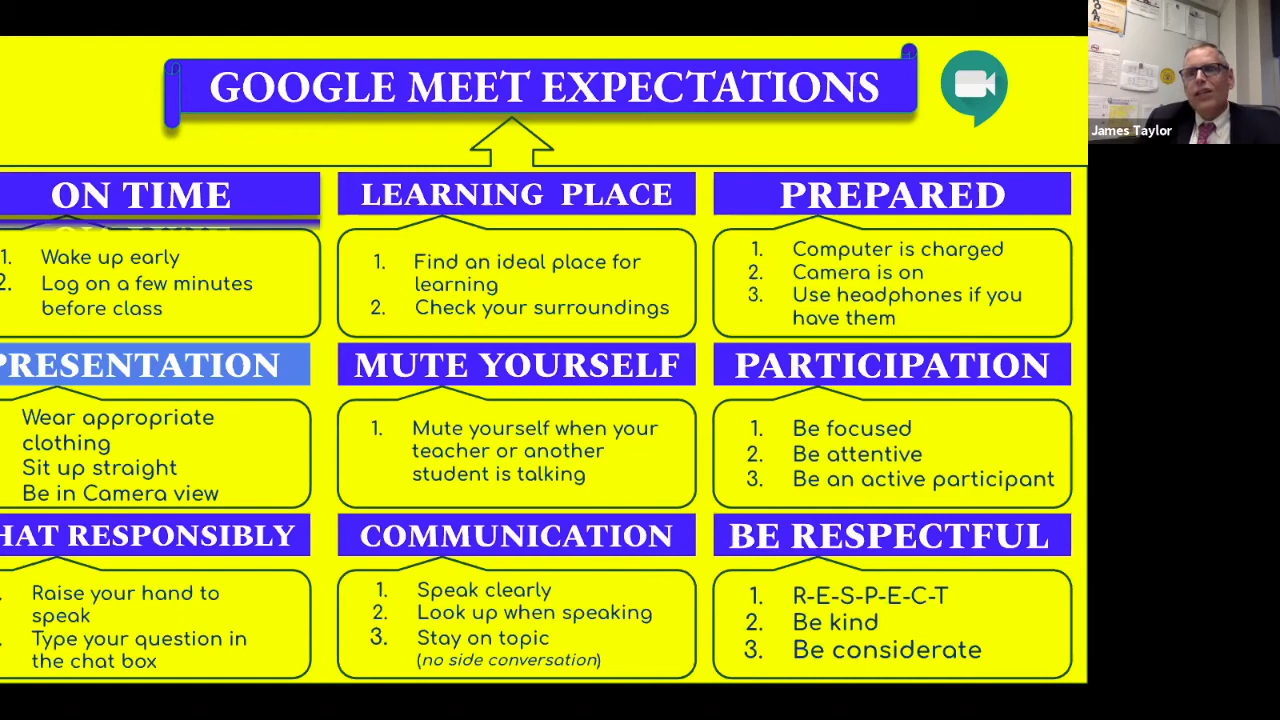 GOOGLE MEET EXPECTATIONS
James Taylor
ON TIME
1. Wake up early
2. Log on a few minutes
before class
LEARNING PLACE
1. Find an ideal place for
learning
2. Check your surroundings
PREPARED
1. Computer is charged
2. Camera is on
3. Use headphones if you
have them
PRESENTATION
Wear appropriate
clothing
Sit up straight
Be in Camera view
MUTE YOURSELF
1. Mute yourself when your
teacher or another
student is talking
PARTICIPATION
1. Be focused
2. Be attentive
3. Be an active participant
HAT RESPONSIBLY
Raise your hand to
speak
Type your question in
the chat box
COMMUNICATION
1. Speak clearly
2. Look up when speaking
3. Stay on topic
(no side conversation)
BE RESPECTFUL
1. R-E-S-P-E-C-T
2. Be kind
3. Be considerate